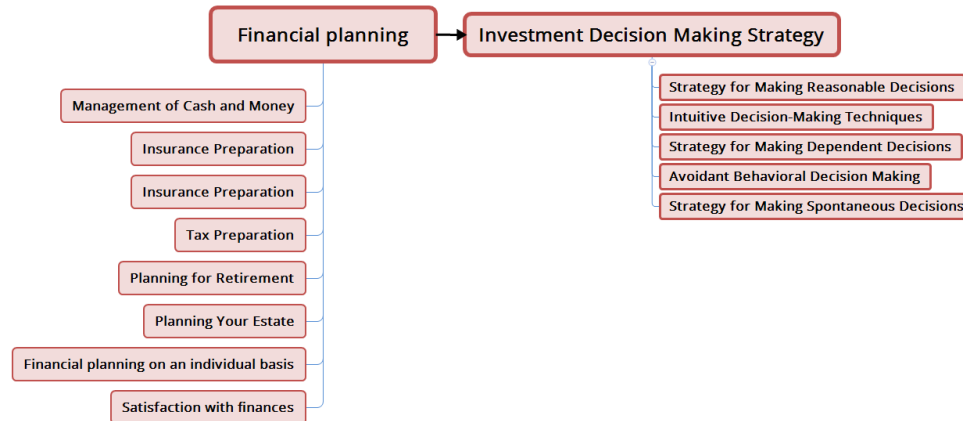 Financial planning
Investment Decision Making Strategy
Management of Cash and Money
Insurance Preparation
Insurance Preparation
Tax Preparation
Planning for Retirement
Planning Your Estate
Financial planning on an individual basis
Satisfaction with finances
Strategy for Making Reasonable Decisions
Intuitive Decision-Making Techniques
Strategy for Making Dependent Decisions
Avoidant Behavioral Decision Making
Strategy for Making Spontaneous Decisions